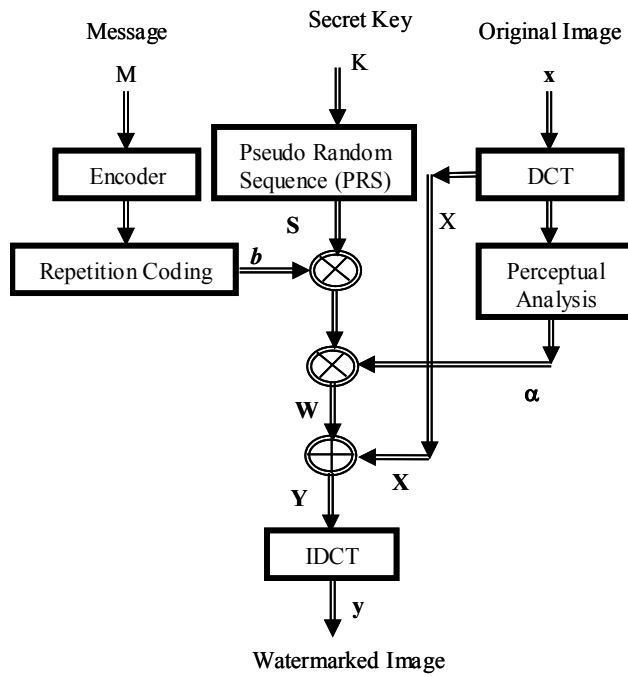 Message
Secret Key
Original Image
M
K
x
Encoder
Pseudo Random
Sequence (PRS)
DCT
X
S
Repetition Coding
b
Perceptual
Analysis
α
W
X
Y
IDCT
y
Watermarked Image